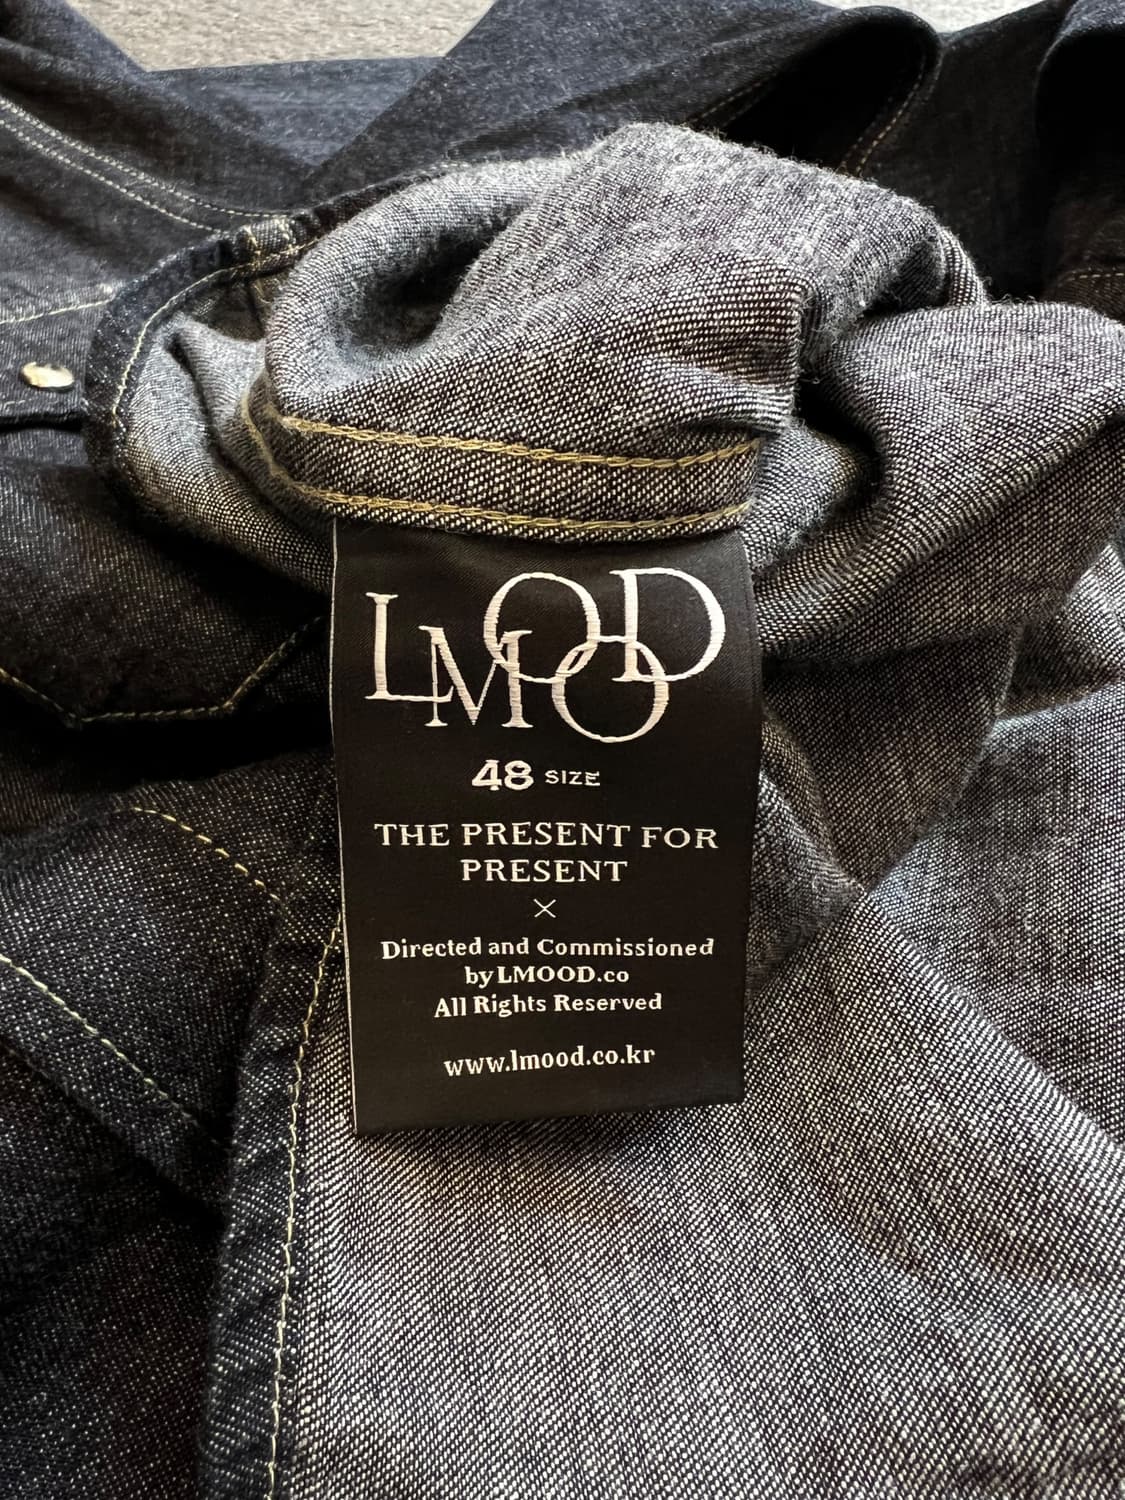 LMOOD
48 SIZE
THE PRESENT FOR
PRESENT
×
Directed and Commissioned
by LMOOD.co
All Rights Reserved
www.lmood.co.kr